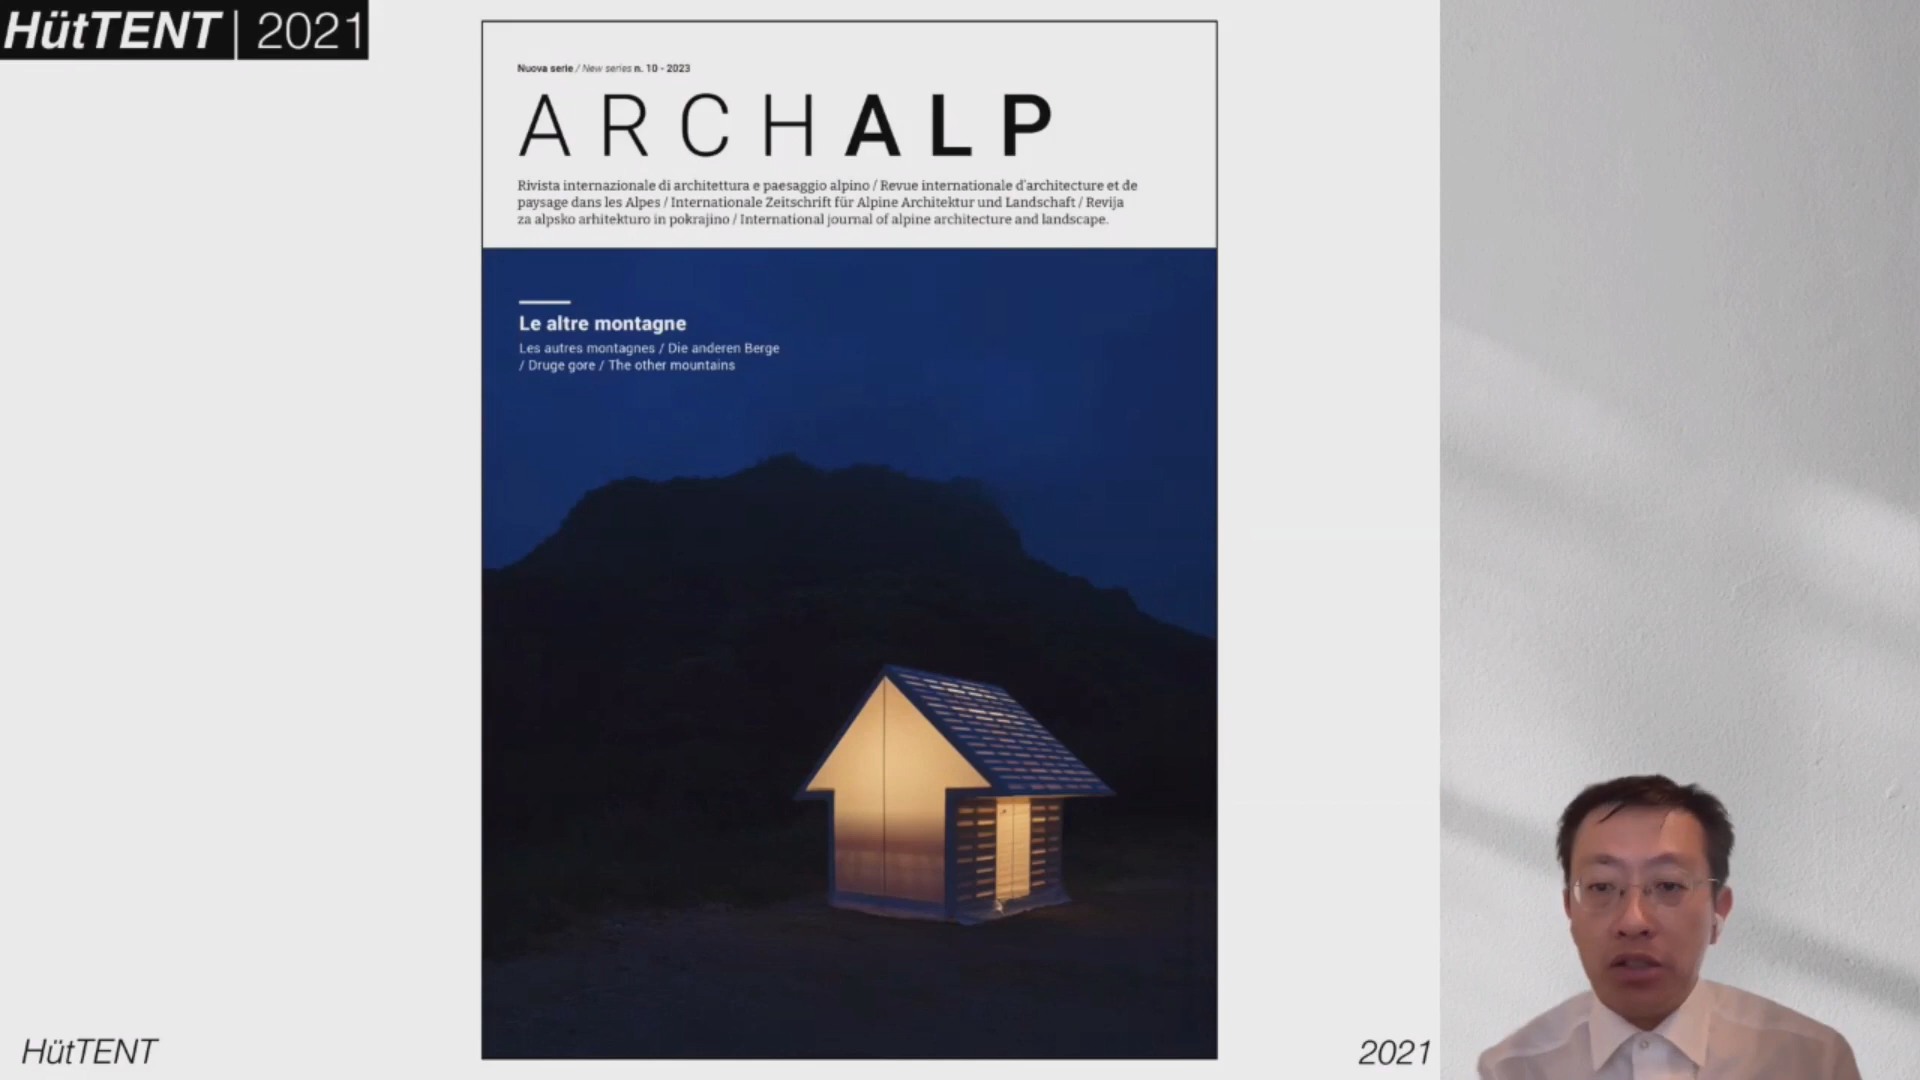 HütTENT | 2021
Nuova serie / New series n. 10 - 2023
ARCHALP
Rivista internazionale di architettura e paesaggio alpino / Revue internationale d'architecture et de
paysage dans les Alpes / Internationale Zeitschrift für Alpine Architektur und Landschaft / Revija
za alpsko arhitekturo in pokrajino / International journal of alpine architecture and landscape.
Le altre montagne
Les autres montagnes / Die anderen Berge
/ Druge gore / The other mountains
HütTENT
2021